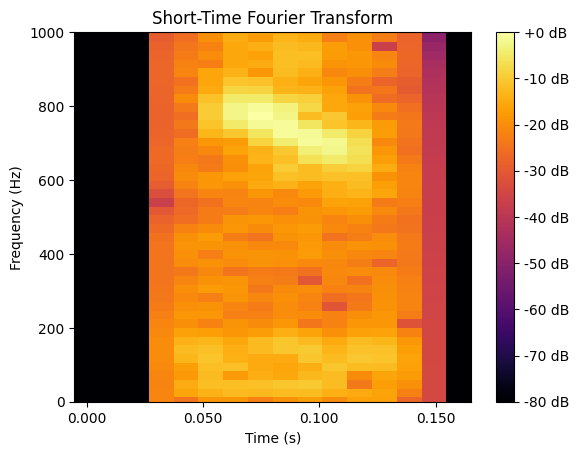 Short-Time Fourier Transform
1000
800
600
400
200
0
Frequency (Hz)
0.000
0.050
0.100
0.150
Time (s)
+0 dB
-10 dB
-20 dB
-30 dB
-40 dB
-50 dB
-60 dB
-70 dB
-80 dB